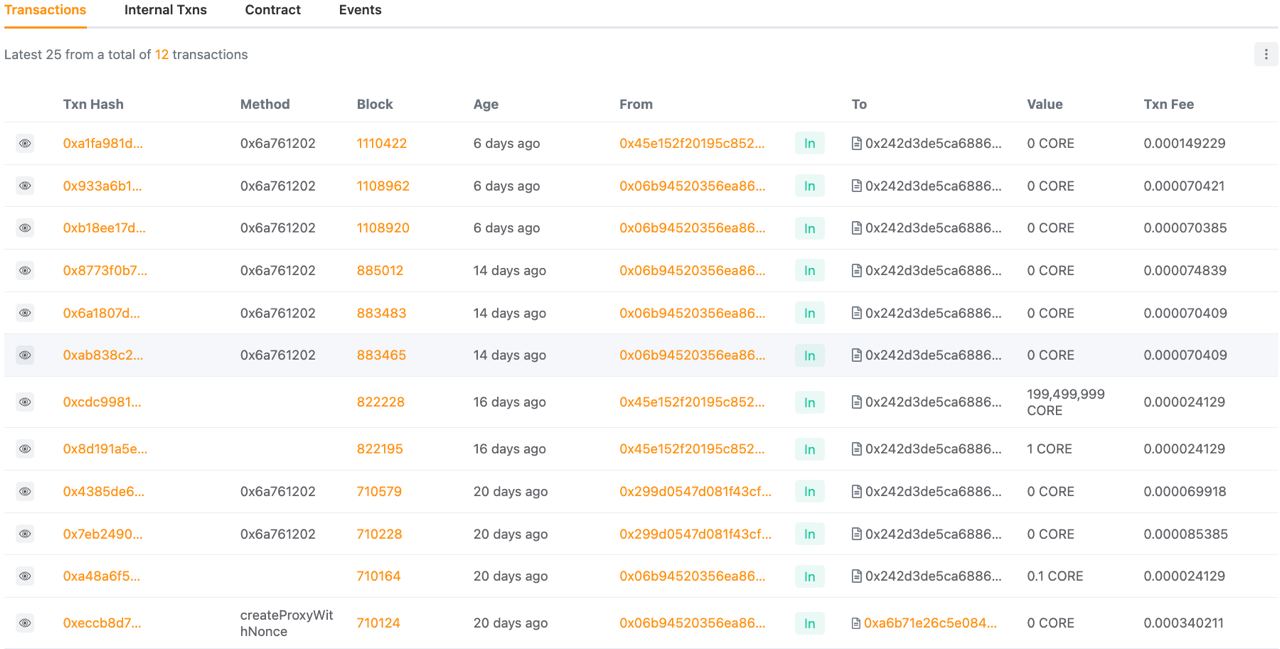 Transactions Internal Txns Contract Events
Latest 25 from a total of 12 transactions
Txn Hash Method Block Age From To Value Txn Fee
0xa1fa981d... 0x6a761202 1110422 6 days ago 0x45e152f20195c852... In 0x242d3de5ca6886... 0 CORE 0.000149229
0x933a6b1... 0x6a761202 1108962 6 days ago 0x06b94520356ea86... In 0x242d3de5ca6886... 0 CORE 0.000070421
0xb18ee17d... 0x6a761202 1108920 6 days ago 0x06b94520356ea86... In 0x242d3de5ca6886... 0 CORE 0.000070385
0x8773f0b7... 0x6a761202 885012 14 days ago 0x06b94520356ea86... In 0x242d3de5ca6886... 0 CORE 0.000074839
0x6a1807d... 0x6a761202 883483 14 days ago 0x06b94520356ea86... In 0x242d3de5ca6886... 0 CORE 0.000070409
0xab838c2... 0x6a761202 883465 14 days ago 0x06b94520356ea86... In 0x242d3de5ca6886... 0 CORE 0.000070409
0xcdc9981... 822228 16 days ago 0x45e152f20195c852... In 0x242d3de5ca6886... 199,499,999 0.000024129
CORE
0x8d191a5e... 822195 16 days ago 0x45e152f20195c852... In 0x242d3de5ca6886... 1 CORE 0.000024129
0x4385de6... 0x6a761202 710579 20 days ago 0x299d0547d081f43cf... In 0x242d3de5ca6886... 0 CORE 0.000069918
0x7eb2490... 0x6a761202 710228 20 days ago 0x299d0547d081f43cf... In 0x242d3de5ca6886... 0 CORE 0.000085385
0xa48a6f5... 710164 20 days ago 0x06b94520356ea86... In 0x242d3de5ca6886... 0.1 CORE 0.000024129
0xeccb8d7... createProxyWit 710124 20 days ago 0x06b94520356ea86... In 0xa6b71e26c5e084... 0 CORE 0.000340211
hNonce